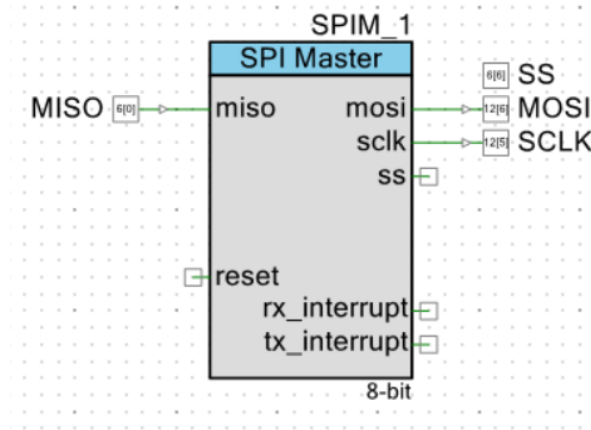 SPIM_1
SPI Master
6[6] SS
MISO 6[0] miso mosi 12[6] MOSI
sclk 12[5] SCLK
ss
reset
rx_interrupt
tx_interrupt
8-bit